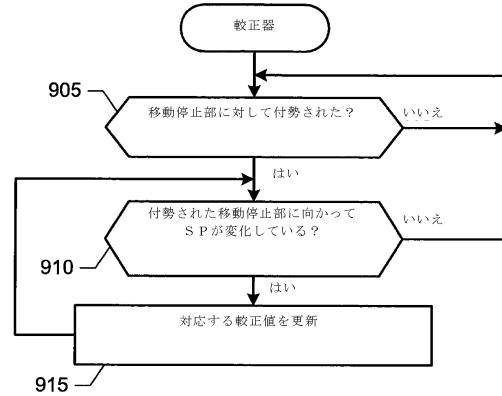 較正器
905
移動停止部に対して付勢された？
いいえ
はい
付勢された移動停止部に向かって
ＳＰが変化している？
いいえ
910
はい
対応する較正値を更新
915